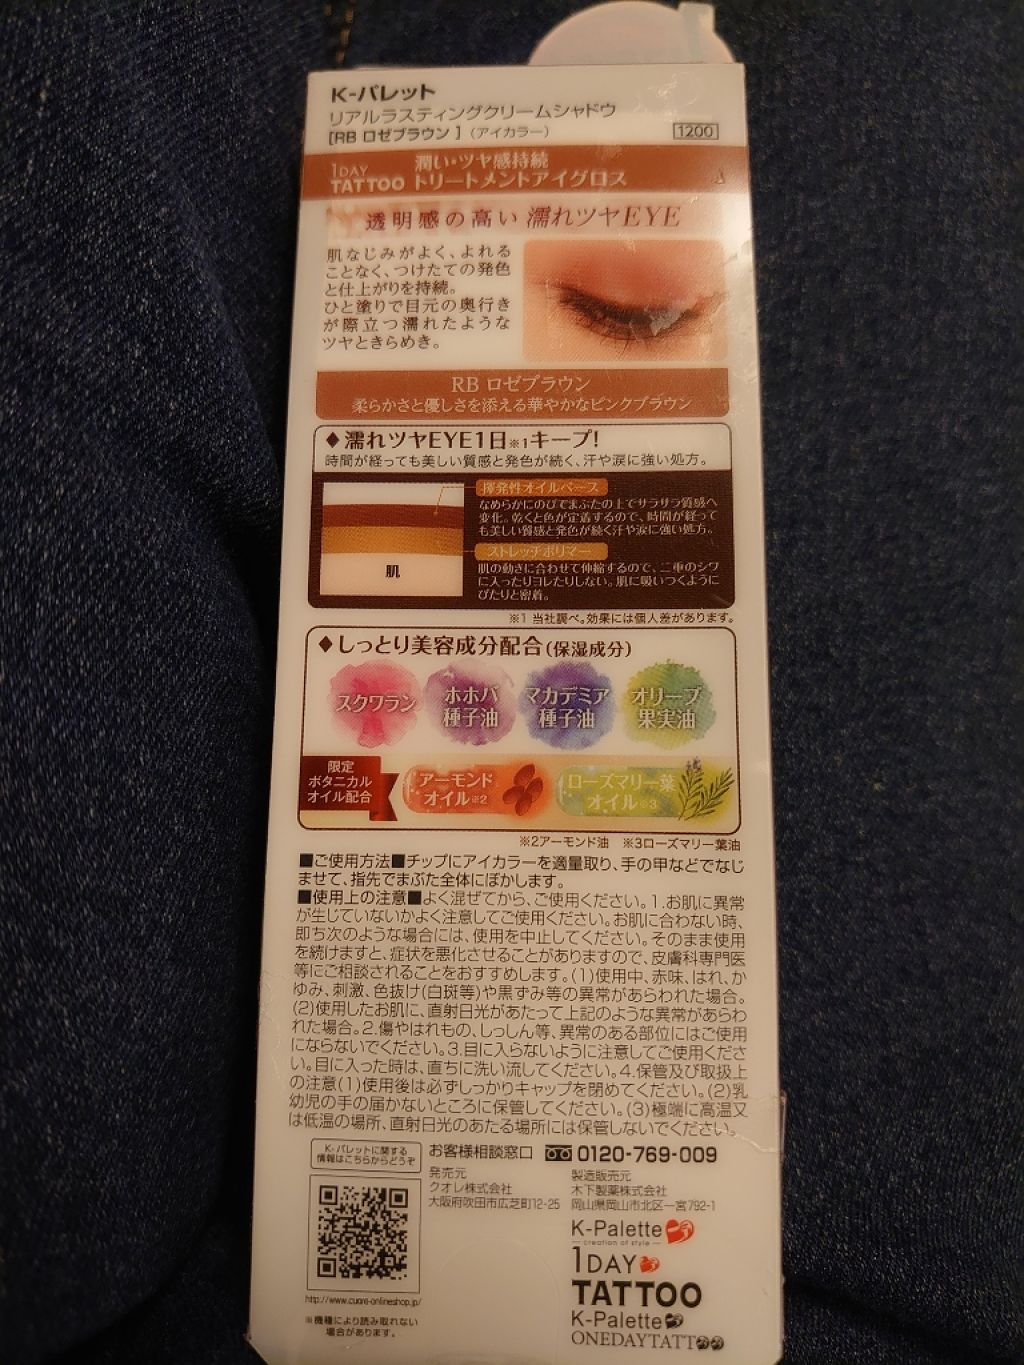 K-パレット
リアルラスティングクリームシャドウ
[RB ロゼブラウン]（アイカラー）
1200
1DAY TATTOO
潤い・ツヤ感持続
トリートメントアイグロス
透明感の高い 濡れツヤEYE
肌なじみがよく、よれる
ことなく、つけたての発色
と仕上がりを持続。
ひと塗りで目元の奥行き
が際立つ濡れたような
ツヤときらめき。
RB ロゼブラウン
柔らかさと優しさを添える華やかなピンクブラウン
◆濡れツヤEYE1日※1キープ!
時間が経っても美しい質感と発色が続く、汗や涙に強い処方。
揮発性オイルベース
なめらかにのびてまぶたの上でサラサラ質感へ
変化。乾くと色が定着するので、時間が経って
も美しい質感と発色が続く汗や涙に強い処方。
ストレッチポリマー
肌の動きに合わせて伸縮するので、二重のシワ
に入ったりヨレたりしない。肌に吸いつくように
ぴたりと密着。
肌
※1 当社調べ。効果には個人差があります。
◆しっとり美容成分配合(保湿成分)
スクワラン
ホホバ
種子油
マカデミア
種子油
オリーブ
果実油
限定
ボタニカル
オイル配合
アーモンド
オイル※2
ローズマリー葉
オイル※3
※2アーモンド油 ※3ローズマリー葉油
■ご使用方法■チップにアイカラーを適量取り、手の甲などでなじ
ませて、指先でまぶた全体にぼかします。
■使用上の注意■よく混ぜてから、ご使用ください。1.お肌に異常
が生じていないかよく注意してご使用ください。お肌に合わない時、
即ち次のような場合には、使用を中止してください。そのまま使用
を続けますと、症状を悪化させることがありますので、皮膚科専門医
等にご相談されることをおすすめします。(1)使用中、赤味、はれ、か
ゆみ、刺激、色抜け(白斑等)や黒ずみ等の異常があらわれた場合。
(2)使用したお肌に、直射日光があたって上記のような異常があらわ
れた場合。2.傷やはれもの、しっしん等、異常のある部位にはご使用
にならないでください。3.目に入らないように注意してご使用くださ
い。目に入った時は、直ちに洗い流してください。4.保管及び取扱上
の注意(1)使用後は必ずしっかりキャップを閉めてください。(2)乳
幼児の手の届かないところに保管してください。(3)極端に高温又
は低温の場所、直射日光のあたる場所には保管しないでください。
K-パレットに関する
情報はこちらからどうぞ
お客様相談窓口 0120-769-009
発売元
クオレ株式会社
大阪府吹田市広芝町12-25
製造販売元
木下製薬株式会社
岡山県岡山市北区一宮792-1
http://www.cuore-onlineshop.jp/
※機種により読み取れない
場合があります。
K-Palette
creation of style
1DAY
TATTOO
K-Palette
ONEDAYTATTOO